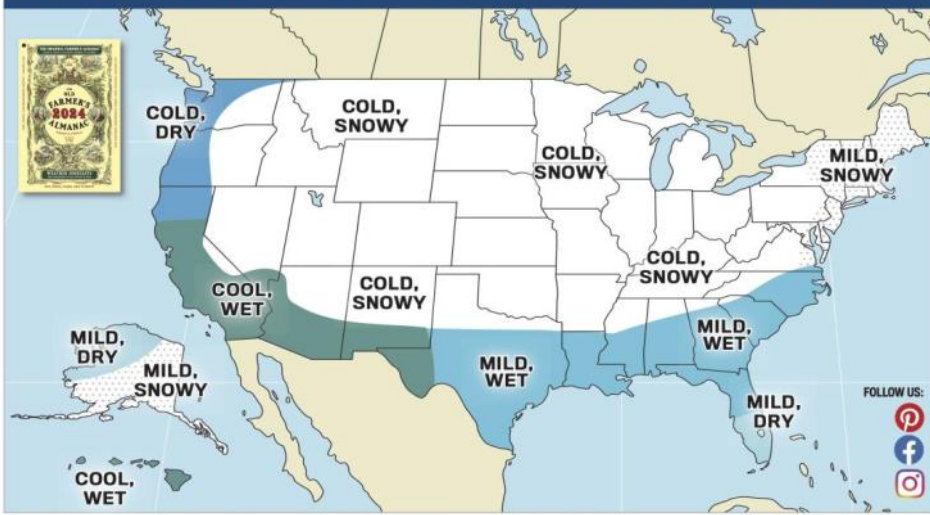 THE OLD
FARMER'S
2024
ALMANAC
COLD,
DRY
COLD,
SNOWY
COLD,
SNOWY
MILD,
SNOWY
COLD,
SNOWY
COLD,
SNOWY
COOL,
WET
MILD,
WET
MILD,
DRY
MILD,
SNOWY
MILD,
WET
MILD,
DRY
COOL,
WET
FOLLOW US: